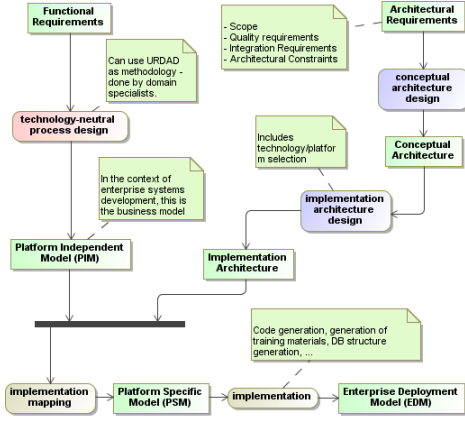 Functional
Requirements
- Scope
- Quality requirements
- Integration Requirements
- Architectural Constraints
Architectural
Requirements
Can use URDAD
as methodology -
done by domain
specialists.
conceptual
architecture
design
technology-neutral
process design
Includes
technology/platfor
m selection
Conceptual
Architecture
In the context of
enterprise systems
development, this is
the business model
implementation
architecture
design
Platform Independent
Model (PIM)
Implementation
Architecture
Code generation, generation of
training materials, DB structure
generation, ...
implementation
mapping
Platform Specific
Model (PSM)
implementation
Enterprise Deployment
Model (EDM)